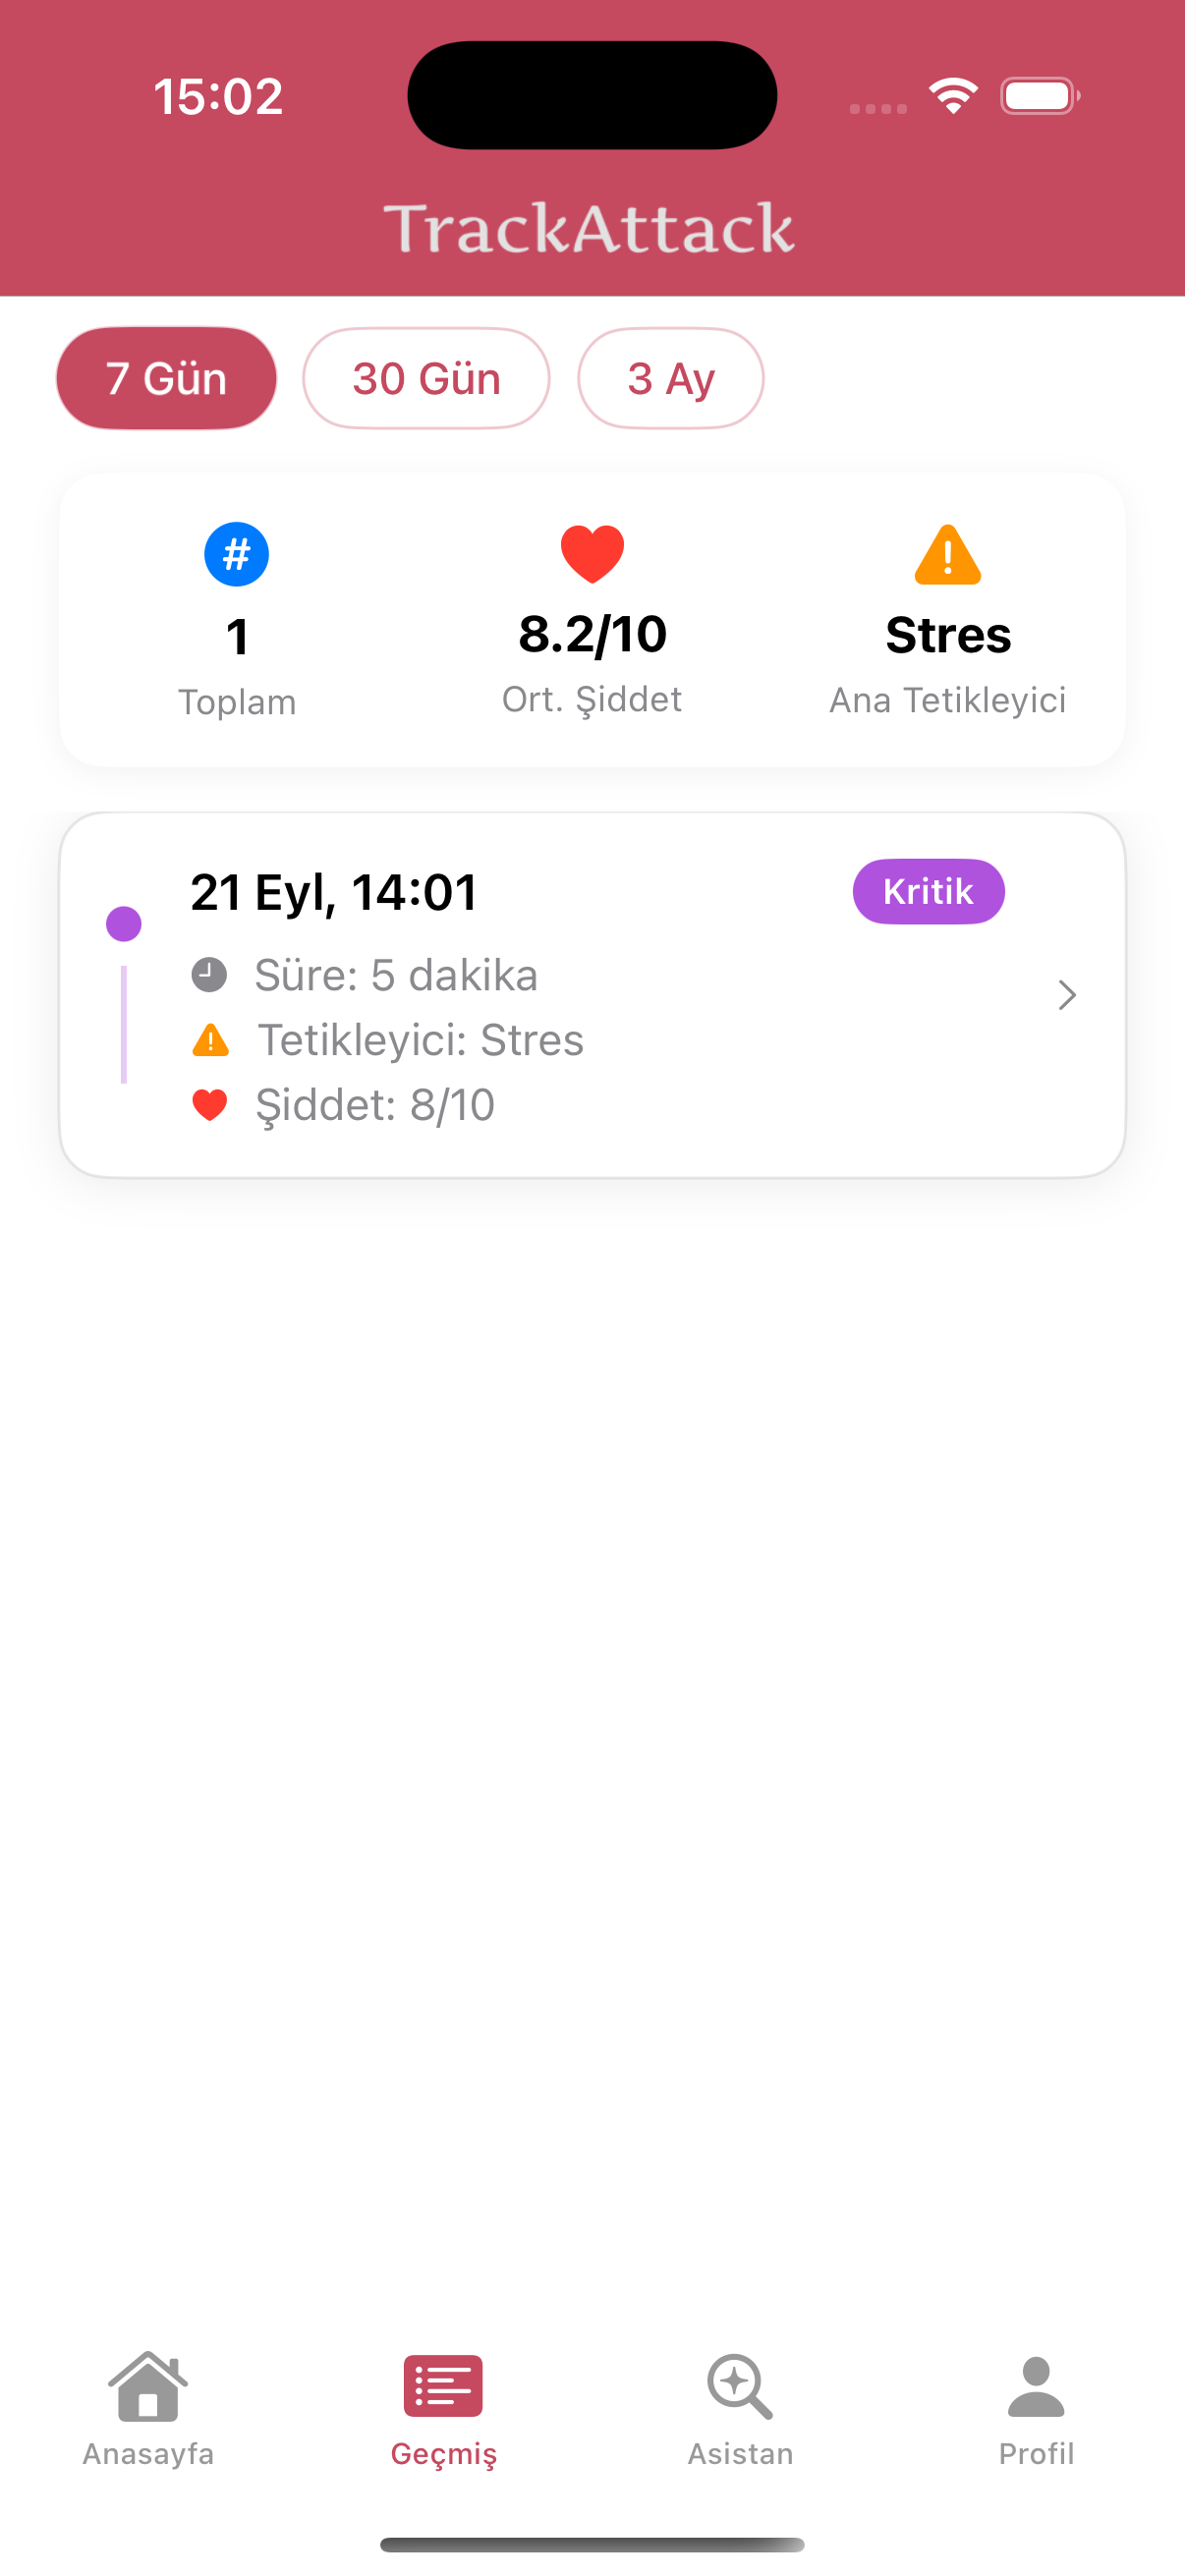 15:02
TrackAttack
7 Gün 30 Gün 3 Ay
#
1 8.2/10 Stres
Toplam Ort. Şiddet Ana Tetikleyici
21 Eyl, 14:01 Kritik
Süre: 5 dakika
Tetikleyici: Stres
Şiddet: 8/10
Anasayfa Geçmiş Asistan Profil